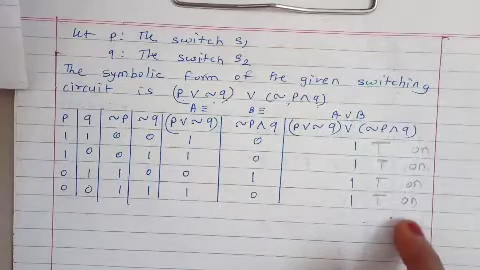 Let p: The switch S1
q: The switch S2
The symbolic form of the given switching
circuit is (p ∨ ~q) ∨ (~p∧q)
A ≡ B ≡ A ∨ B
p q ~p ~q (p∨~q) ~p∧q (p∨~q)∨(~p∧q)
1 1 0 0 1 0 1 T on
1 0 0 1 1 0 1 T on
0 1 1 0 0 1 1 T on
0 0 1 1 1 0 1 T on